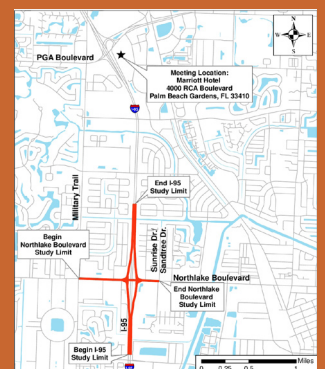 N
W E
S
PGA Boulevard
Meeting Location:
Marriott Hotel
4000 RCA Boulevard
Palm Beach Gardens, FL 33410
End I-95
Study Limit
Military Trail
Begin
Northlake Boulevard
Study Limit
Sunrise Dr/
Sandtree Dr.
Northlake Boulevard
End Northlake
Boulevard
Study Limit
I-95
Begin I-95
Study Limit
Miles
0 0.25 0.5 1